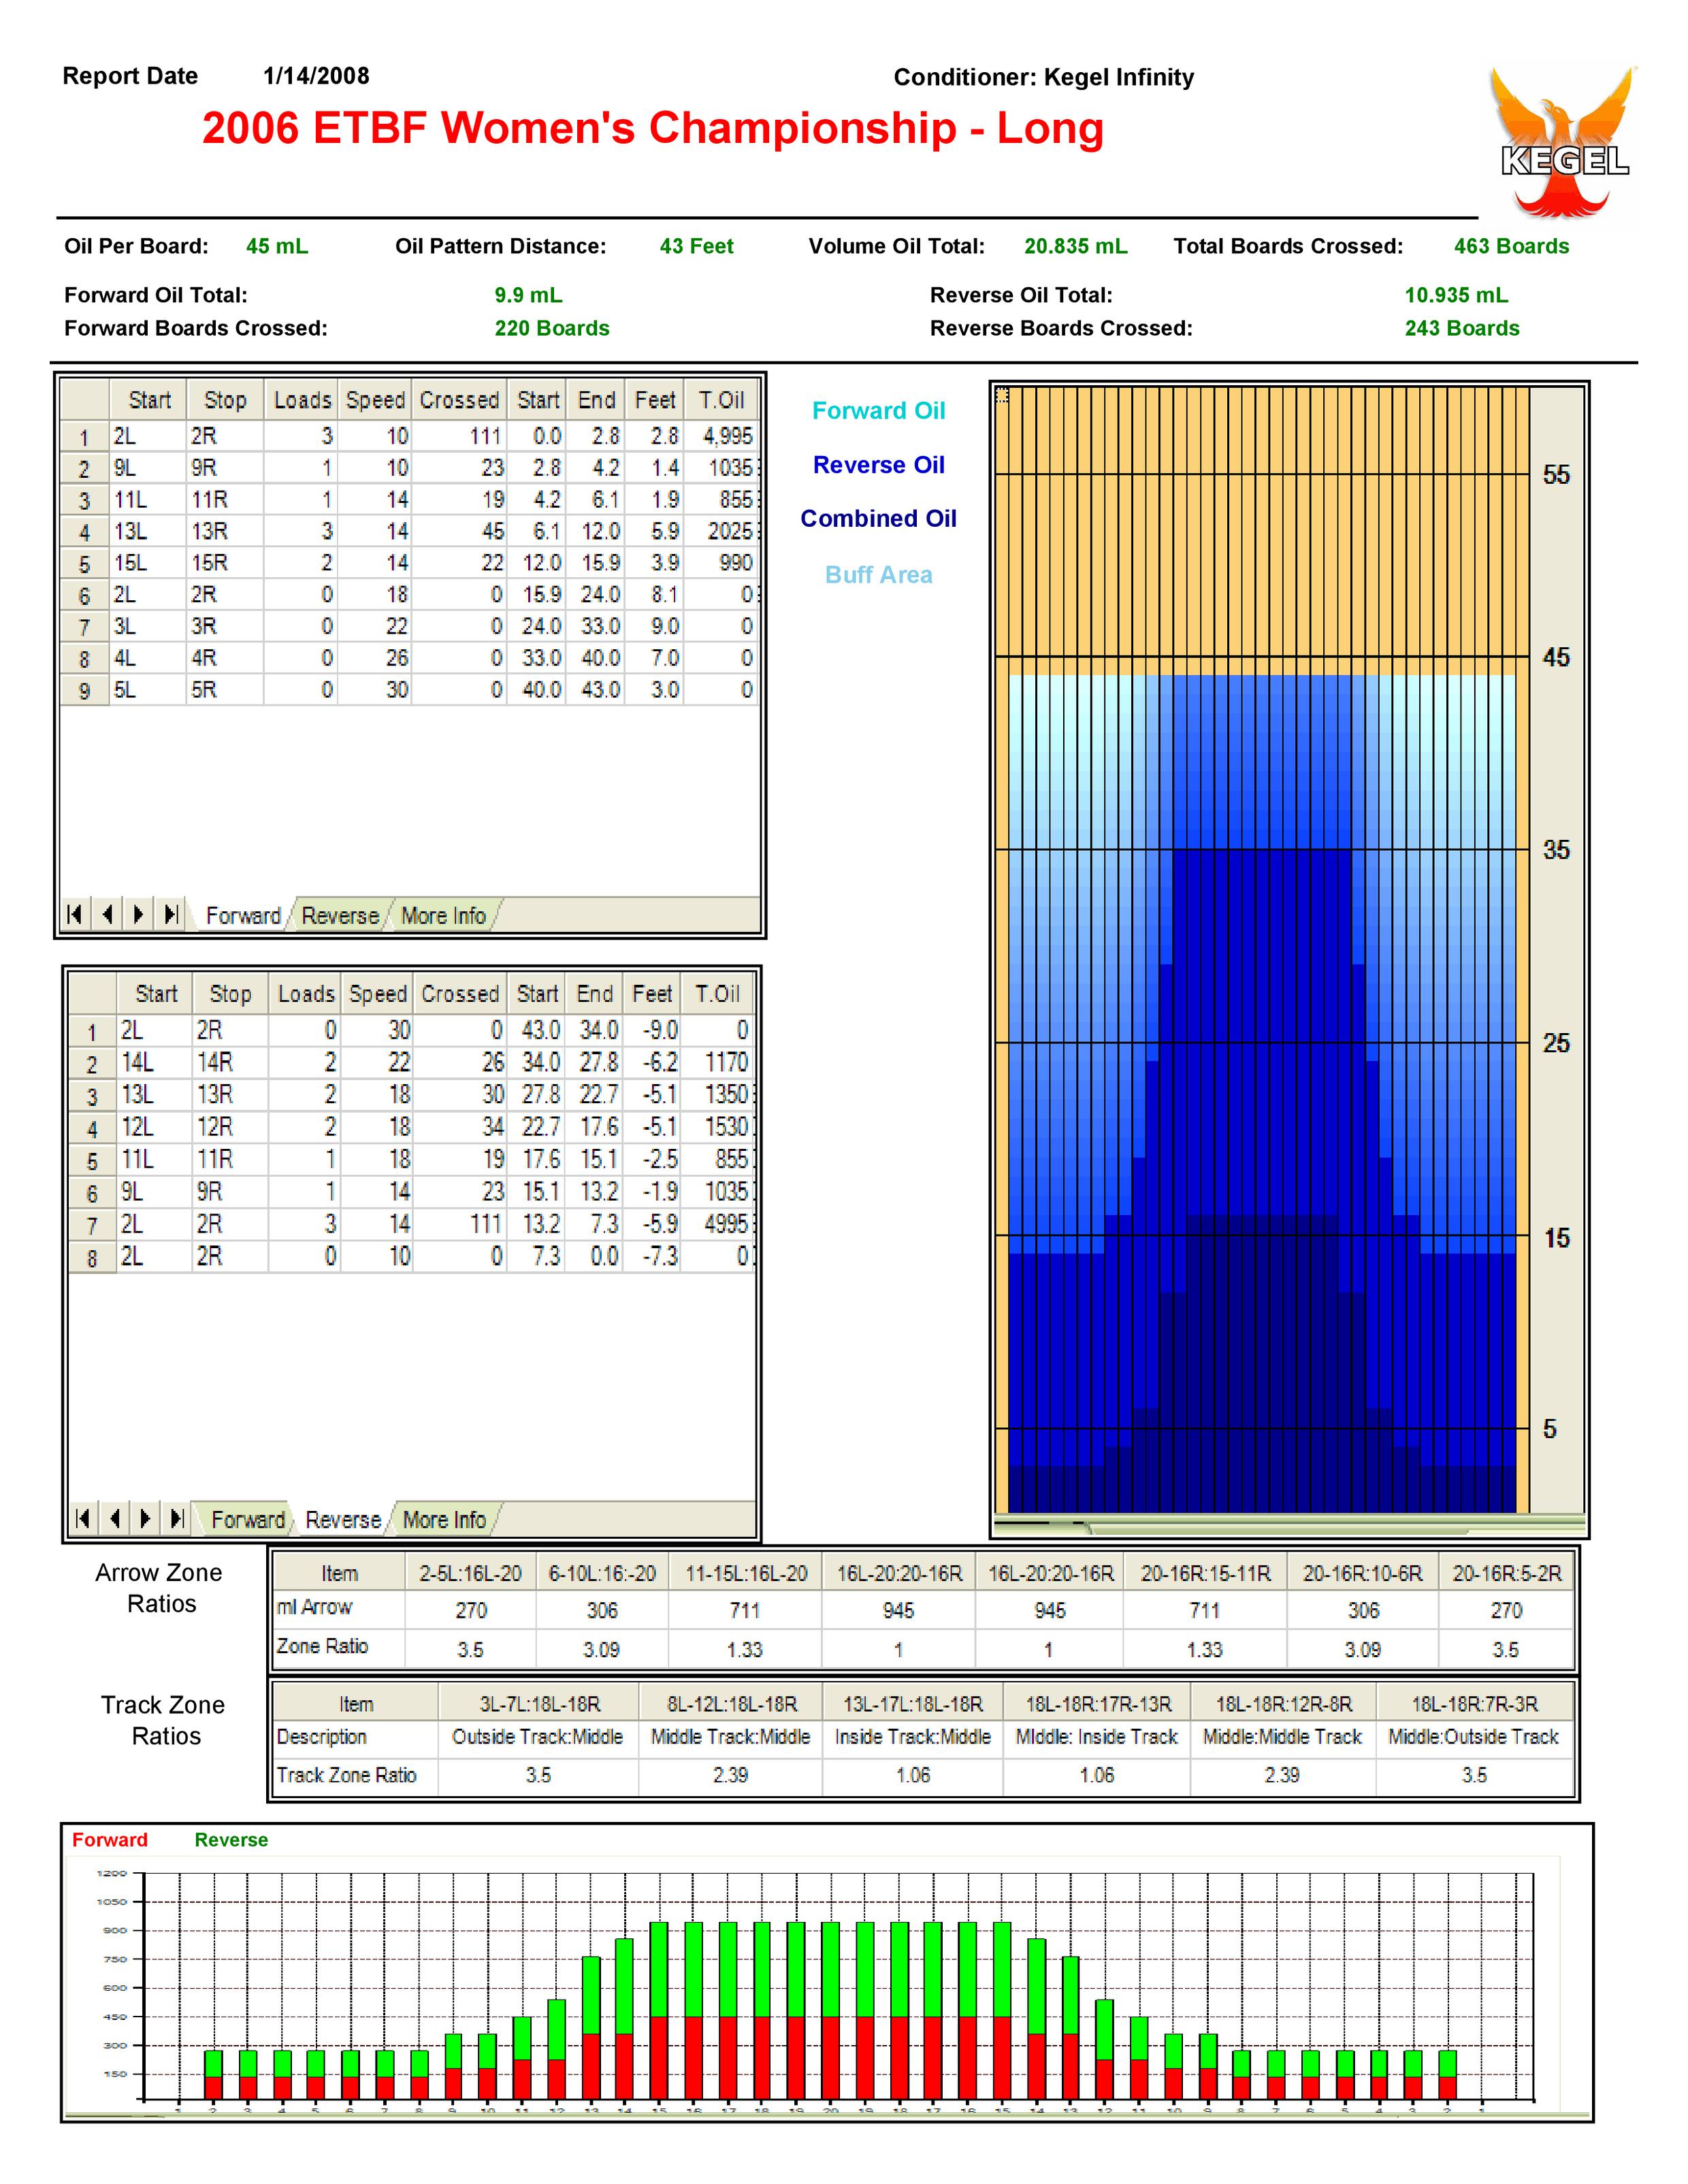 Report Date 1/14/2008 Conditioner: Kegel Infinity
2006 ETBF Women's Championship - Long
KEGEL
Oil Per Board: 45 mL Oil Pattern Distance: 43 Feet Volume Oil Total: 20.835 mL Total Boards Crossed: 463 Boards
Forward Oil Total: 9.9 mL Reverse Oil Total: 10.935 mL
Forward Boards Crossed: 220 Boards Reverse Boards Crossed: 243 Boards
Start Stop Loads Speed Crossed Start End Feet T.Oil
1 2L 2R 3 10 111 0.0 2.8 2.8 4,995
2 9L 9R 1 10 23 2.8 4.2 1.4 1035
3 11L 11R 1 14 19 4.2 6.1 1.9 855
4 13L 13R 3 14 45 6.1 12.0 5.9 2025
5 15L 15R 2 14 22 12.0 15.9 3.9 990
6 2L 2R 0 18 0 15.9 24.0 8.1 0
7 3L 3R 0 22 0 24.0 33.0 9.0 0
8 4L 4R 0 26 0 33.0 40.0 7.0 0
9 5L 5R 0 30 0 40.0 43.0 3.0 0
Forward Reverse More Info
Forward Oil
Reverse Oil
Combined Oil
Buff Area
55
45
35
25
15
5
Start Stop Loads Speed Crossed Start End Feet T.Oil
1 2L 2R 0 30 0 43.0 34.0 -9.0 0
2 14L 14R 2 22 26 34.0 27.8 -6.2 1170
3 13L 13R 2 18 30 27.8 22.7 -5.1 1350
4 12L 12R 2 18 34 22.7 17.6 -5.1 1530
5 11L 11R 1 18 19 17.6 15.1 -2.5 855
6 9L 9R 1 14 23 15.1 13.2 -1.9 1035
7 2L 2R 3 14 111 13.2 7.3 -5.9 4995
8 2L 2R 0 10 0 7.3 0.0 -7.3 0
Forward Reverse More Info
Arrow Zone
Ratios
Item 2-5L:16L-20 6-10L:16:-20 11-15L:16L-20 16L-20:20-16R 16L-20:20-16R 20-16R:15-11R 20-16R:10-6R 20-16R:5-2R
ml Arrow 270 306 711 945 945 711 306 270
Zone Ratio 3.5 3.09 1.33 1 1 1.33 3.09 3.5
Track Zone
Ratios
Item 3L-7L:18L-18R 8L-12L:18L-18R 13L-17L:18L-18R 18L-18R:17R-13R 18L-18R:12R-8R 18L-18R:7R-3R
Description Outside Track:Middle Middle Track:Middle Inside Track:Middle MIddle: Inside Track Middle:Middle Track Middle:Outside Track
Track Zone Ratio 3.5 2.39 1.06 1.06 2.39 3.5
Forward Reverse
1200
1050
900
750
600
450
300
150